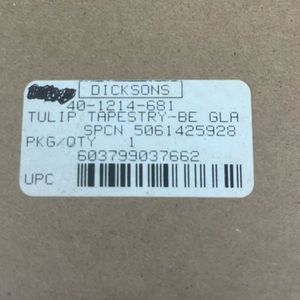 DICKSONS
40-1214-681
TULIP TAPESTRY-BE GLA
SPCN 5061425928
PKG/QTY 1
603799037662
UPC